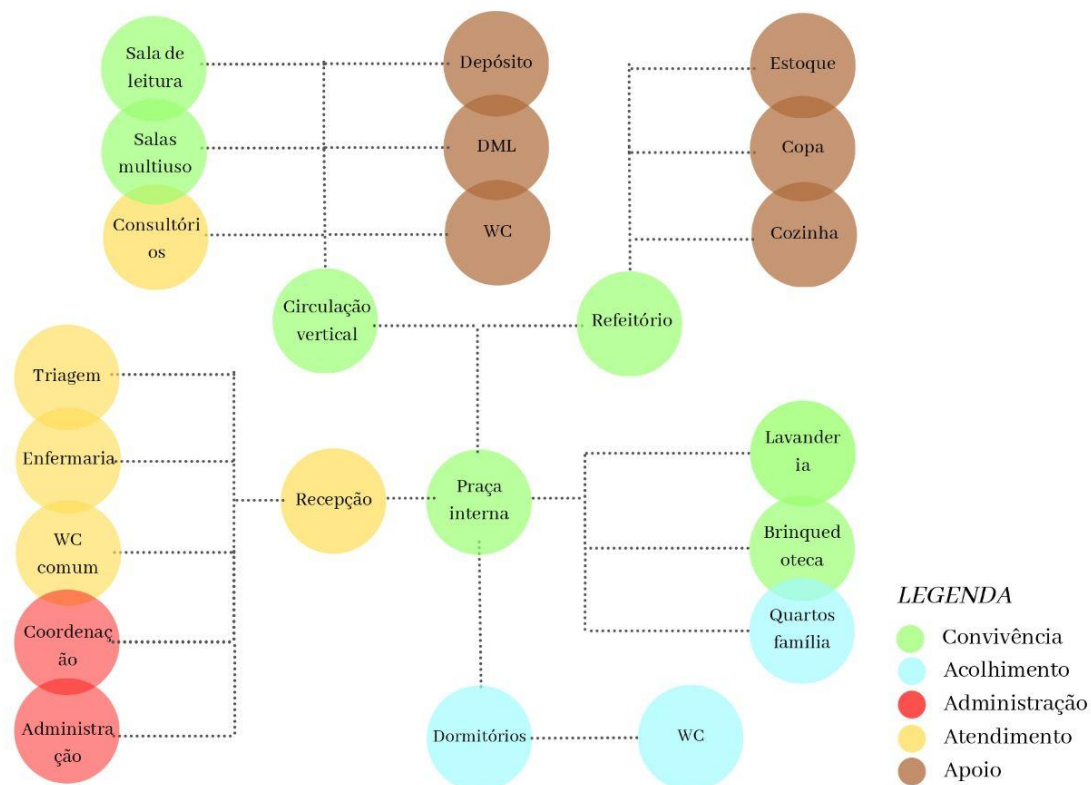 Sala de
leitura
Depósito
Estoque
Salas
multiuso
DML
Copa
Consultóri
os
WC
Cozinha
Circulação
vertical
Refeitório
Triagem
Enfermaria
WC
comum
Coordenaç
ão
Administra
ção
Recepção
Praça
interna
Lavander
ia
Brinqued
oteca
Quartos
família
Dormitórios
WC
LEGENDA
Convivência
Acolhimento
Administração
Atendimento
Apoio